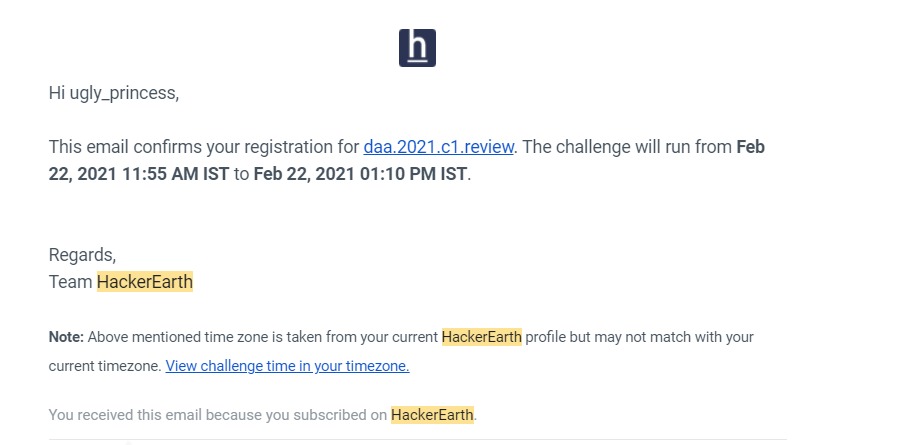 h
Hi ugly_princess,
This email confirms your registration for daa.2021.c1.review. The challenge will run from Feb
22, 2021 11:55 AM IST to Feb 22, 2021 01:10 PM IST.
Regards,
Team HackerEarth
Note: Above mentioned time zone is taken from your current HackerEarth profile but may not match with your
current timezone. View challenge time in your timezone.
You received this email because you subscribed on HackerEarth.